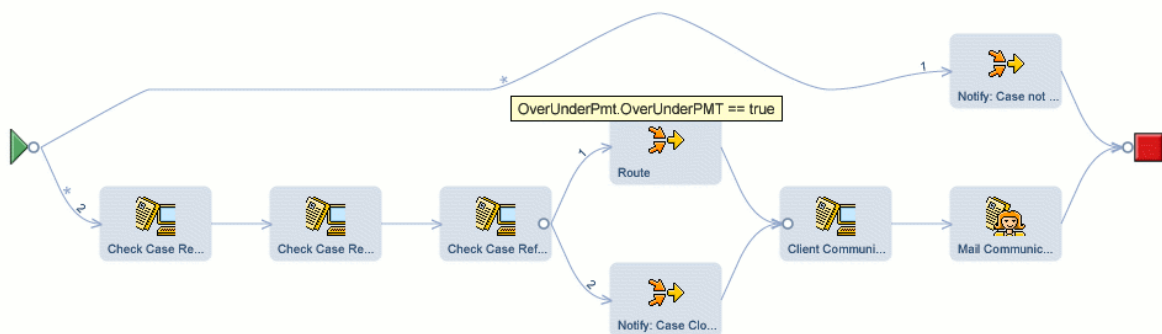 *
1
Notify: Case not ...
OverUnderPmt.OverUnderPMT == true
1
Route
*
2
Check Case Re...
Check Case Re...
Check Case Ref...
Client Communi...
Mail Communic...
2
Notify: Case Clo...